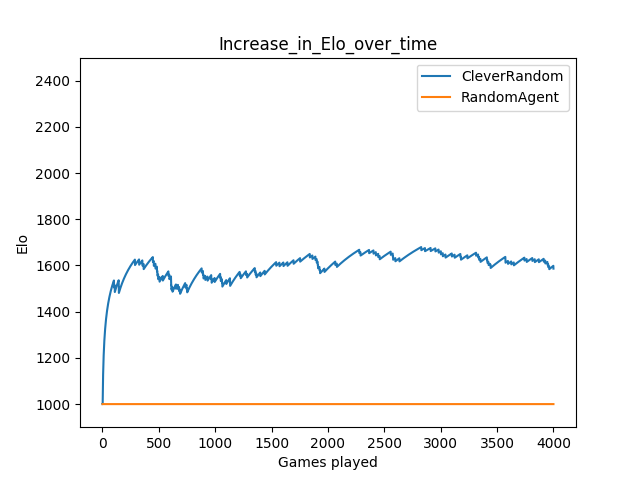 Increase_in_Elo_over_time
CleverRandom
RandomAgent
2400
2200
2000
1800
1600
1400
1200
1000
Elo
0 500 1000 1500 2000 2500 3000 3500 4000
Games played